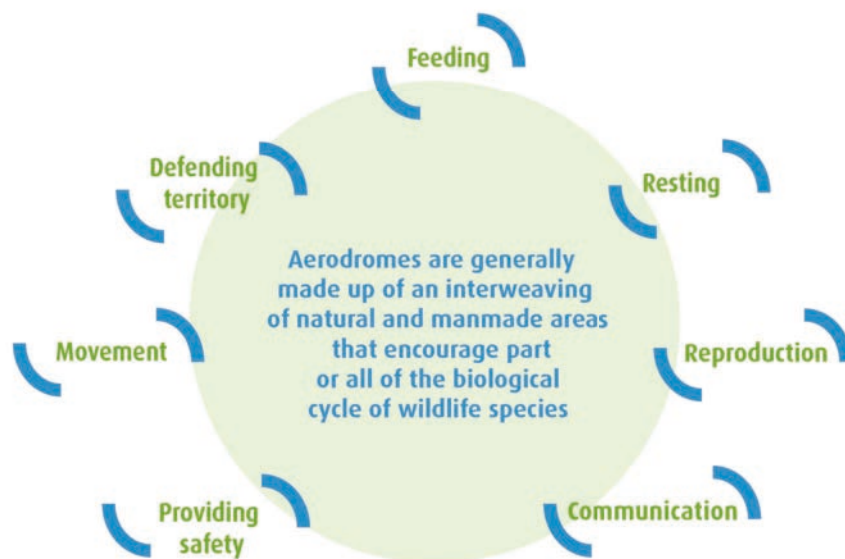 Feeding
Defending
territory
Resting
Aerodromes are generally
made up of an interweaving
of natural and manmade areas
that encourage part
or all of the biological
cycle of wildlife species
Movement
Reproduction
Providing
safety
Communication